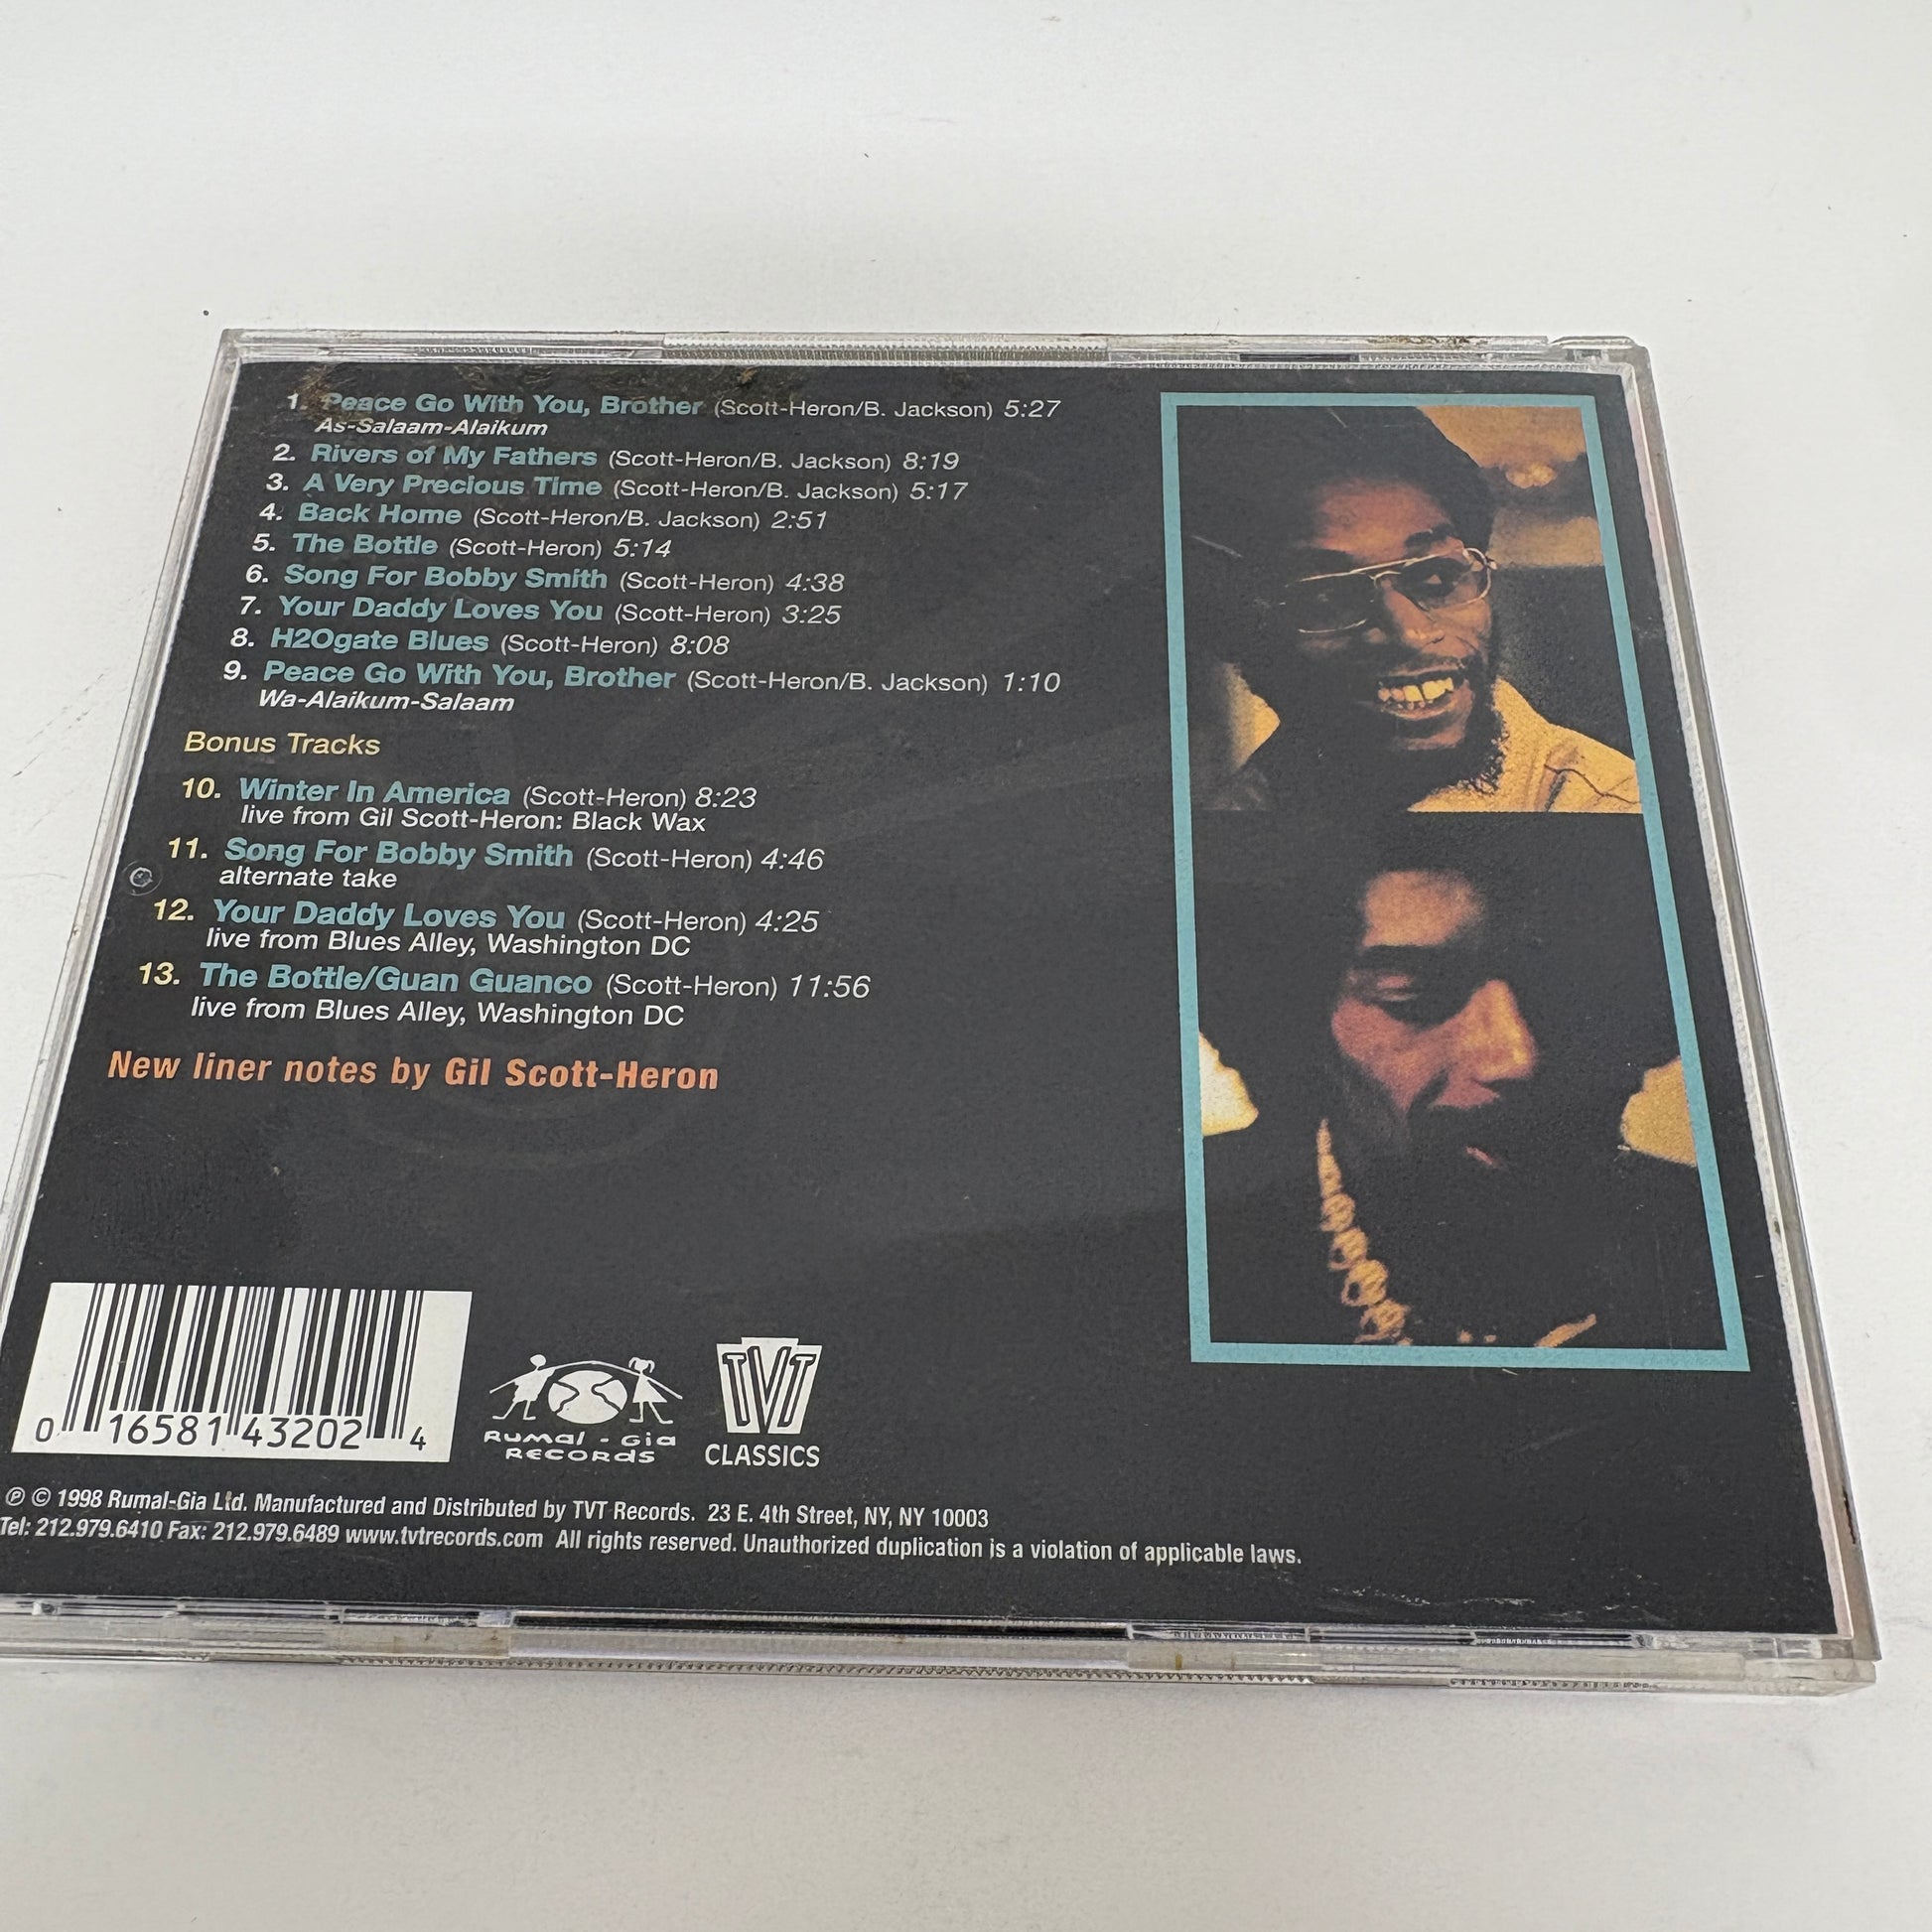 1. Peace Go With You, Brother (Scott-Heron/B. Jackson) 5:27
As-Salaam-Alaikum
2. Rivers of My Fathers (Scott-Heron/B. Jackson) 8:19
3. A Very Precious Time (Scott-Heron/B. Jackson) 5:17
4. Back Home (Scott-Heron/B. Jackson) 2:51
5. The Bottle (Scott-Heron) 5:14
6. Song For Bobby Smith (Scott-Heron) 4:38
7. Your Daddy Loves You (Scott-Heron) 3:25
8. H2Ogate Blues (Scott-Heron) 8:08
9. Peace Go With You, Brother (Scott-Heron/B. Jackson) 1:10
Wa-Alaikum-Salaam
Bonus Tracks
10. Winter In America (Scott-Heron) 8:23
live from Gil Scott-Heron: Black Wax
11. Song For Bobby Smith (Scott-Heron) 4:46
alternate take
12. Your Daddy Loves You (Scott-Heron) 4:25
live from Blues Alley, Washington DC
13. The Bottle/Guan Guanco (Scott-Heron) 11:56
live from Blues Alley, Washington DC
New liner notes by Gil Scott-Heron
0 16581 43202 4
Rumal-Gia
Records
TVT
CLASSICS
℗ © 1998 Rumal-Gia Ltd. Manufactured and Distributed by TVT Records. 23 E. 4th Street, NY, NY 10003
Tel: 212.979.6410 Fax: 212.979.6489 www.tvtrecords.com All rights reserved. Unauthorized duplication is a violation of applicable laws.